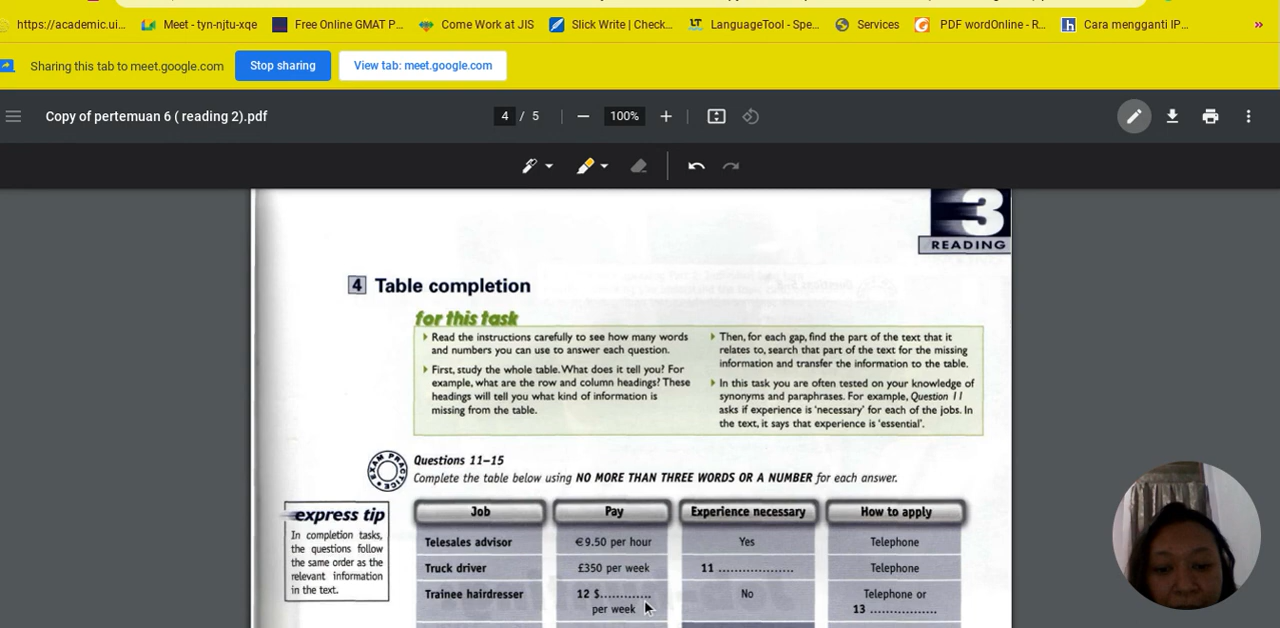 https://academic.ui...
Meet - tyn-njtu-xqe
Free Online GMAT P...
Come Work at JIS
Slick Write | Check...
LT
LanguageTool - Spe...
Services
PDF wordOnline - R...
h
Cara mengganti IP...
»
Sharing this tab to meet.google.com
Stop sharing
View tab: meet.google.com
Copy of pertemuan 6 ( reading 2).pdf
4 / 5
100%
3
READING
4 Table completion
for this task
Read the instructions carefully to see how many words
and numbers you can use to answer each question.
First, study the whole table. What does it tell you? For
example, what are the row and column headings? These
headings will tell you what kind of information is
missing from the table.
Then, for each gap, find the part of the text that it
relates to, search that part of the text for the missing
information and transfer the information to the table.
In this task you are often tested on your knowledge of
synonyms and paraphrases. For example, Question 11
asks if experience is 'necessary' for each of the jobs. In
the text, it says that experience is 'essential'.
EXAM PRACTICE
Questions 11–15
Complete the table below using NO MORE THAN THREE WORDS OR A NUMBER for each answer.
express tip
In completion tasks,
the questions follow
the same order as the
relevant information
in the text.
Job Pay Experience necessary How to apply
Telesales advisor €9.50 per hour Yes Telephone
Truck driver £350 per week 11 .................. Telephone
Trainee hairdresser 12 $............ No Telephone or
per week 13 ................